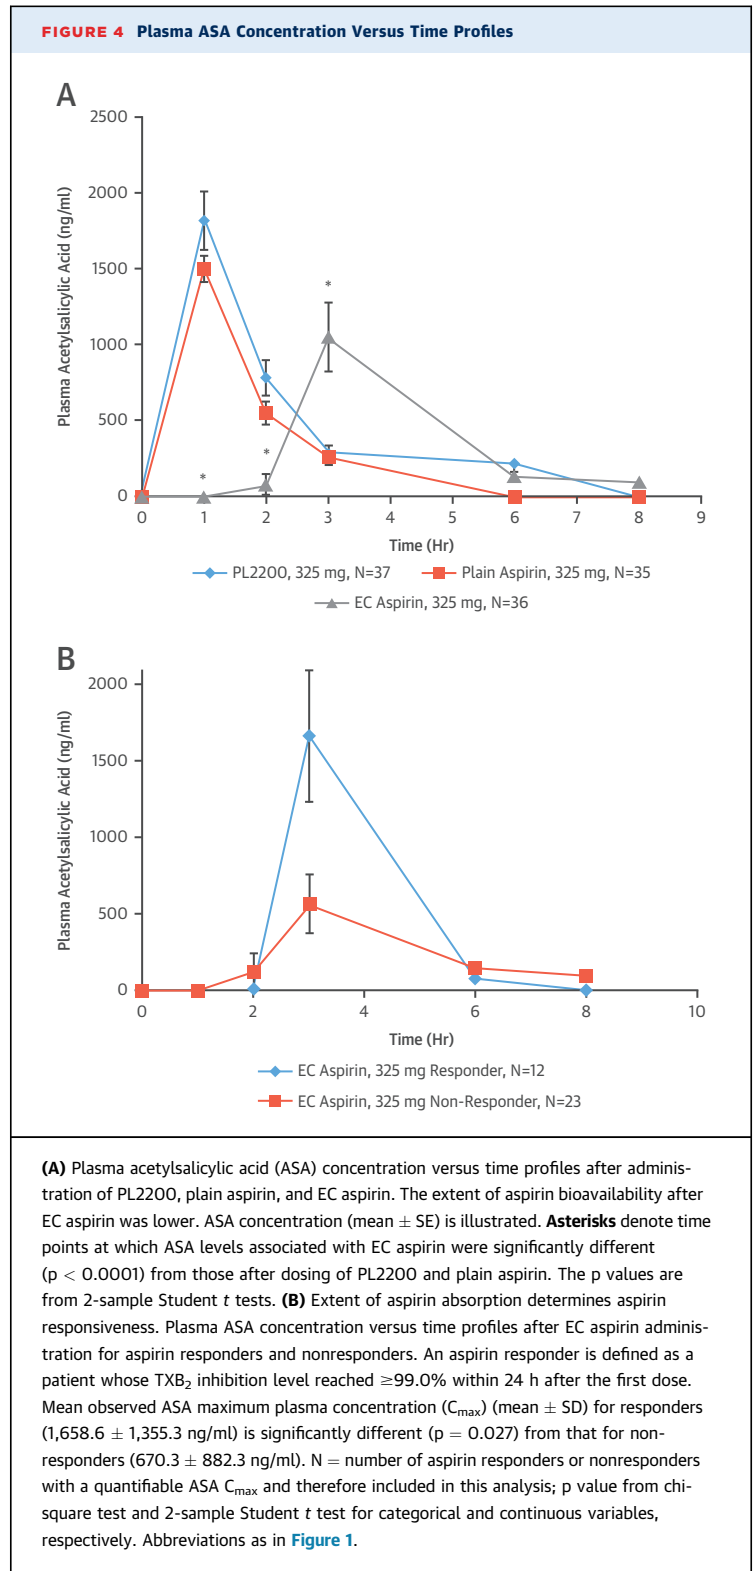 FIGURE 4 Plasma ASA Concentration Versus Time Profiles
A
Plasma Acetylsalicylic Acid (ng/ml)
2500
2000
1500
1000
500
0
*
*
*
0 1 2 3 4 5 6 7 8 9
Time (Hr)
PL2200, 325 mg, N=37 Plain Aspirin, 325 mg, N=35
EC Aspirin, 325 mg, N=36
B
Plasma Acetylsalicylic Acid (ng/ml)
2000
1500
1000
500
0
0 2 4 6 8 10
Time (Hr)
EC Aspirin, 325 mg Responder, N=12
EC Aspirin, 325 mg Non-Responder, N=23
(A) Plasma acetylsalicylic acid (ASA) concentration versus time profiles after adminis-
tration of PL2200, plain aspirin, and EC aspirin. The extent of aspirin bioavailability after
EC aspirin was lower. ASA concentration (mean ± SE) is illustrated. Asterisks denote time
points at which ASA levels associated with EC aspirin were significantly different
(p < 0.0001) from those after dosing of PL2200 and plain aspirin. The p values are
from 2-sample Student t tests. (B) Extent of aspirin absorption determines aspirin
responsiveness. Plasma ASA concentration versus time profiles after EC aspirin adminis-
tration for aspirin responders and nonresponders. An aspirin responder is defined as a
patient whose TXB₂ inhibition level reached ≥99.0% within 24 h after the first dose.
Mean observed ASA maximum plasma concentration (Cmax) (mean ± SD) for responders
(1,658.6 ± 1,355.3 ng/ml) is significantly different (p = 0.027) from that for non-
responders (670.3 ± 882.3 ng/ml). N = number of aspirin responders or nonresponders
with a quantifiable ASA Cmax and therefore included in this analysis; p value from chi-
square test and 2-sample Student t test for categorical and continuous variables,
respectively. Abbreviations as in Figure 1.